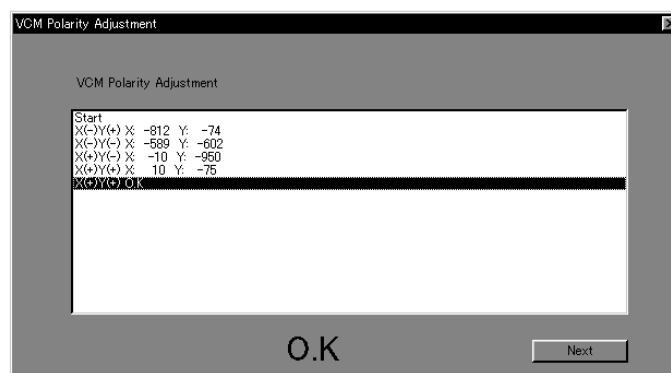 VCM Polarity Adjustment
VCM Polarity Adjustment
Start
X(-)Y(+) X: -812 Y: -74
X(-)Y(-) X: -589 Y: -602
X(+)Y(-) X: -10 Y: -950
X(+)Y(+) X: 10 Y: -75
X(+)Y(+) O.K
O.K
Next